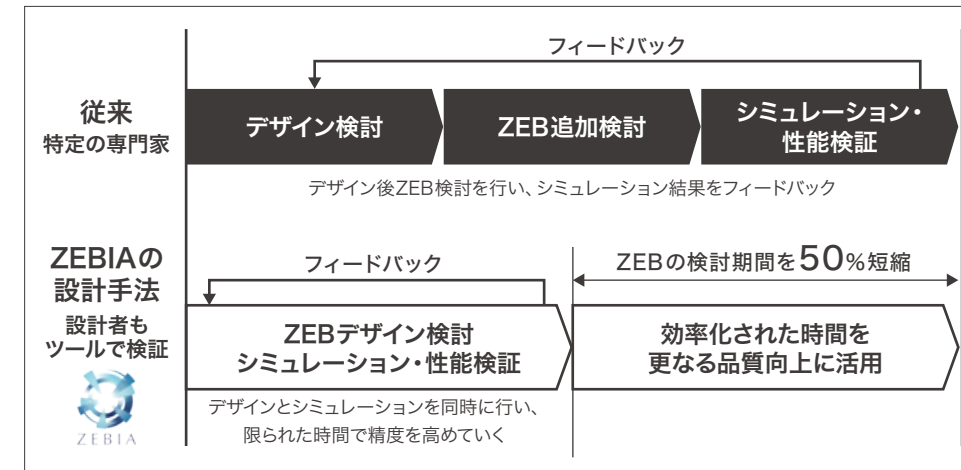 フィードバック
従来
特定の専門家
デザイン検討
ZEB追加検討
シミュレーション・
性能検証
デザイン後ZEB検討を行い、シミュレーション結果をフィードバック
ZEBIAの
設計手法
設計者も
ツールで検証
ZEBIA
フィードバック
ZEBデザイン検討
シミュレーション・性能検証
デザインとシミュレーションを同時に行い、
限られた時間で精度を高めていく
ZEBの検討期間を50%短縮
効率化された時間を
更なる品質向上に活用